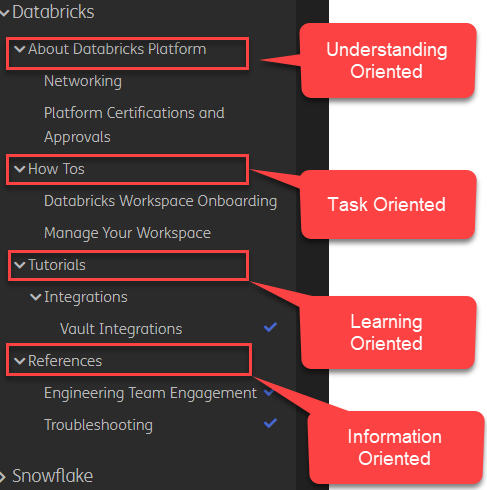 Databricks
About Databricks Platform
Understanding
Oriented
Networking
Platform Certifications and
Approvals
How Tos
Task Oriented
Databricks Workspace Onboarding
Manage Your Workspace
Tutorials
Learning
Oriented
Integrations
Vault Integrations
References
Information
Oriented
Engineering Team Engagement
Troubleshooting
Snowflake